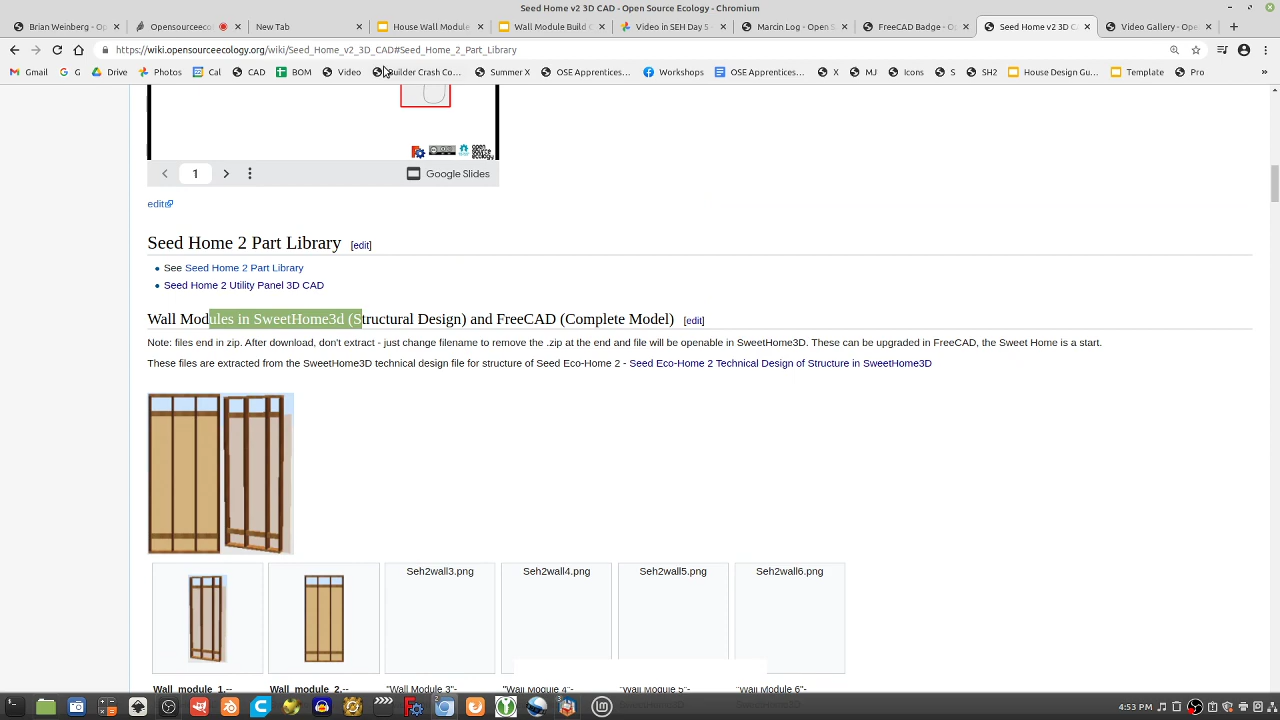 Seed Home v2 3D CAD - Open Source Ecology - Chromium
Brian Weinberg - Op
Opensourceec
New Tab
House Wall Module
Wall Module Build G
Video in SEH Day 5
Marcin Log - Open S
FreeCAD Badge - Op
Seed Home v2 3D C
Video Gallery - Ope
https://wiki.opensourceecology.org/wiki/Seed_Home_v2_3D_CAD#Seed_Home_2_Part_Library
Gmail G Drive Photos Cal CAD BOM Video Builder Crash Co... Summer X OSE Apprentices... Workshops OSE Apprentices... X MJ Icons S SH2 House Design Gu... Template Pro »
open source ecology
1
Google Slides
edit
Seed Home 2 Part Library [edit]
See Seed Home 2 Part Library
Seed Home 2 Utility Panel 3D CAD
Wall Modules in SweetHome3d (Structural Design) and FreeCAD (Complete Model) [edit]
Note: files end in zip. After download, don't extract - just change filename to remove the .zip at the end and file will be openable in SweetHome3D. These can be upgraded in FreeCAD, the Sweet Home is a start.
These files are extracted from the SweetHome3D technical design file for structure of Seed Eco-Home 2 - Seed Eco-Home 2 Technical Design of Structure in SweetHome3D
Seh2wall3.png Seh2wall4.png Seh2wall5.png Seh2wall6.png
Wall_module_1.-- Wall_module_2.-- "Wall Module 3"- "Wall Module 4"- "Wall Module 5"- "Wall Module 6"-
4:53 PM